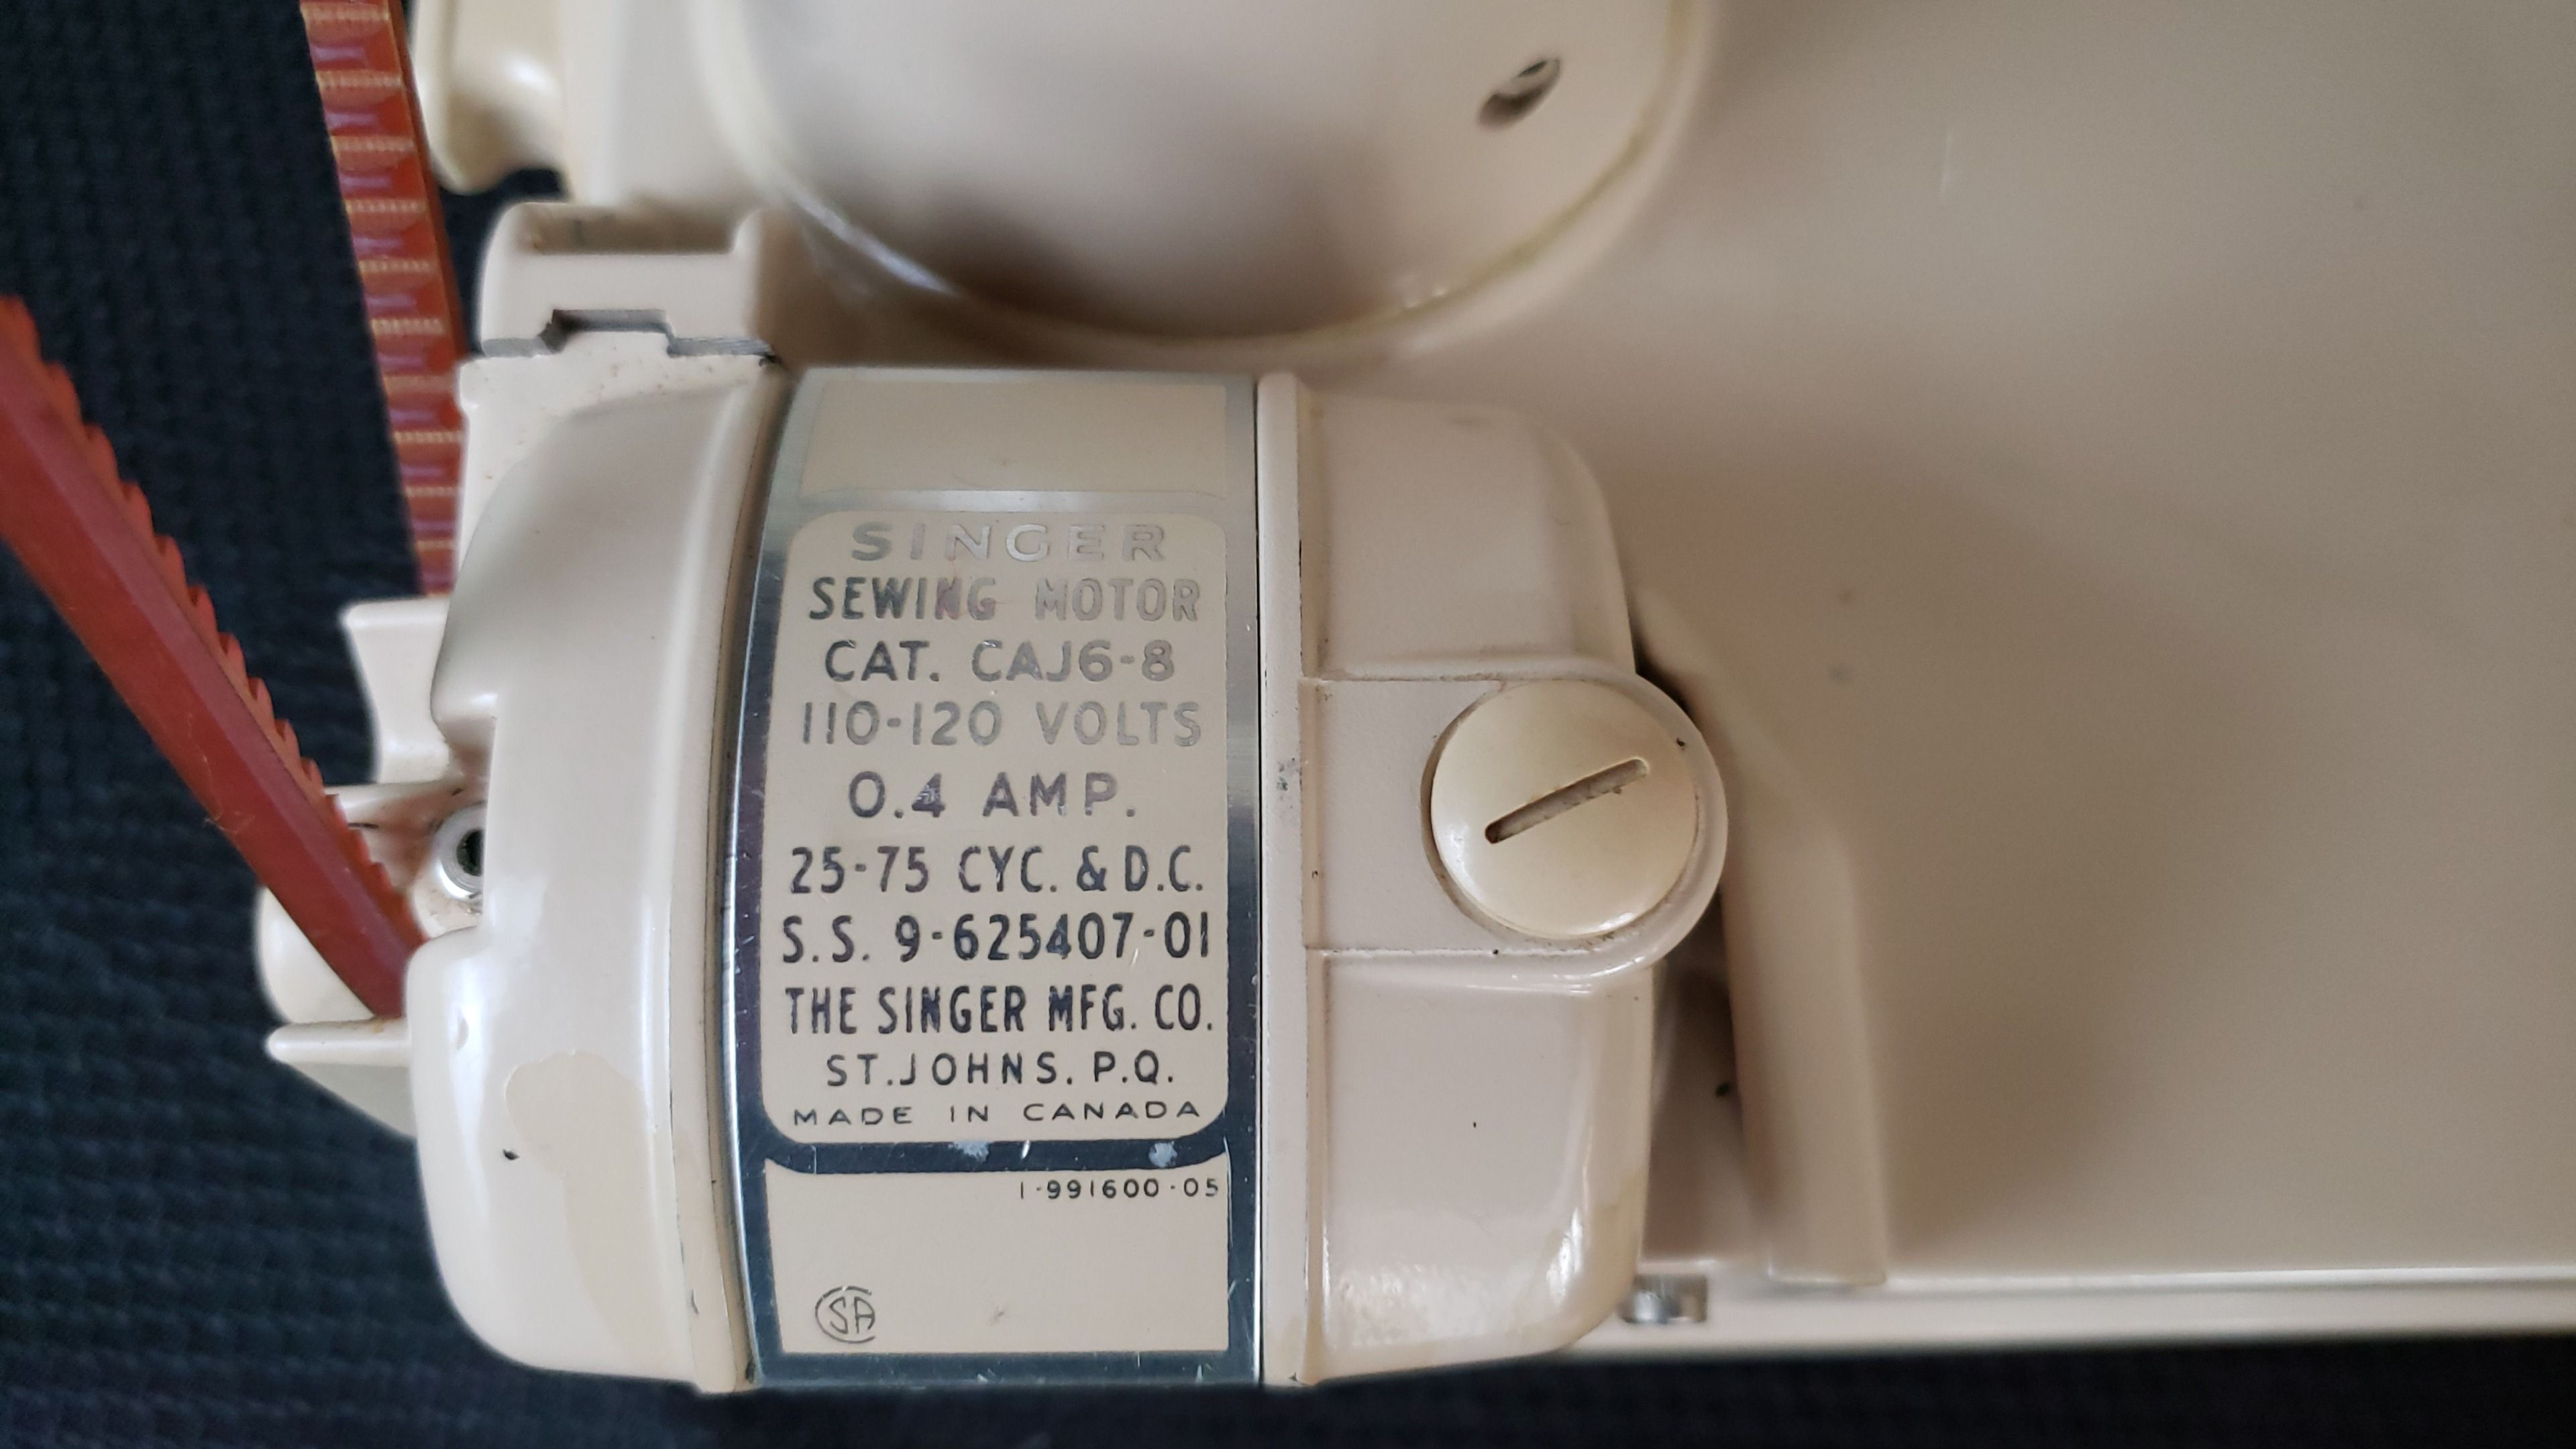 SINGER
SEWING MOTOR
CAT. CAJ6-8
110-120 VOLTS
0.4 AMP.
25-75 CYC. & D.C.
S.S. 9-625407-01
THE SINGER MFG. CO.
ST. JOHNS. P.Q.
MADE IN CANADA
1-991600-05
CSA